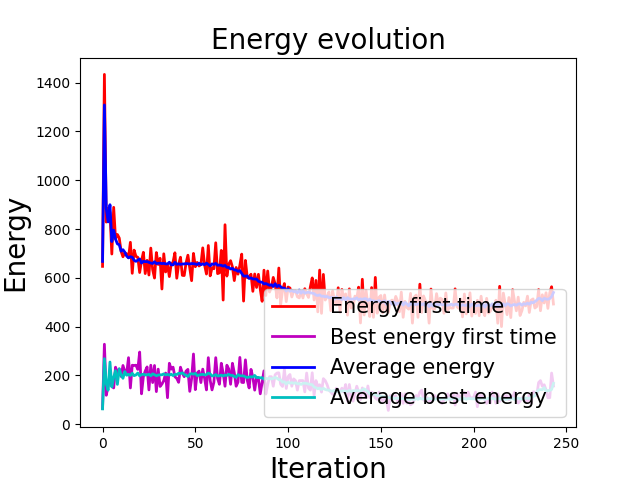 Energy evolution
1400
1200
1000
800
600
400
200
0
Energy
Energy first time
Best energy first time
Average energy
Average best energy
0 50 100 150 200 250
Iteration